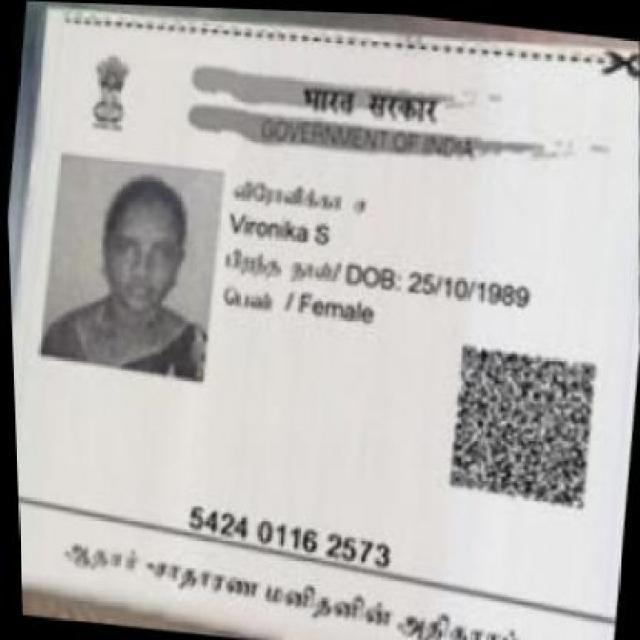 भारत सरकार
GOVERNMENT OF INDIA
விரோனிக்கா ச
Vironika S
பிறந்த நாள்/ DOB: 25/10/1989
பெண் / Female
5424 0116 2573
ஆதார் சாதாரண மனிதனின் அதிகாரம்